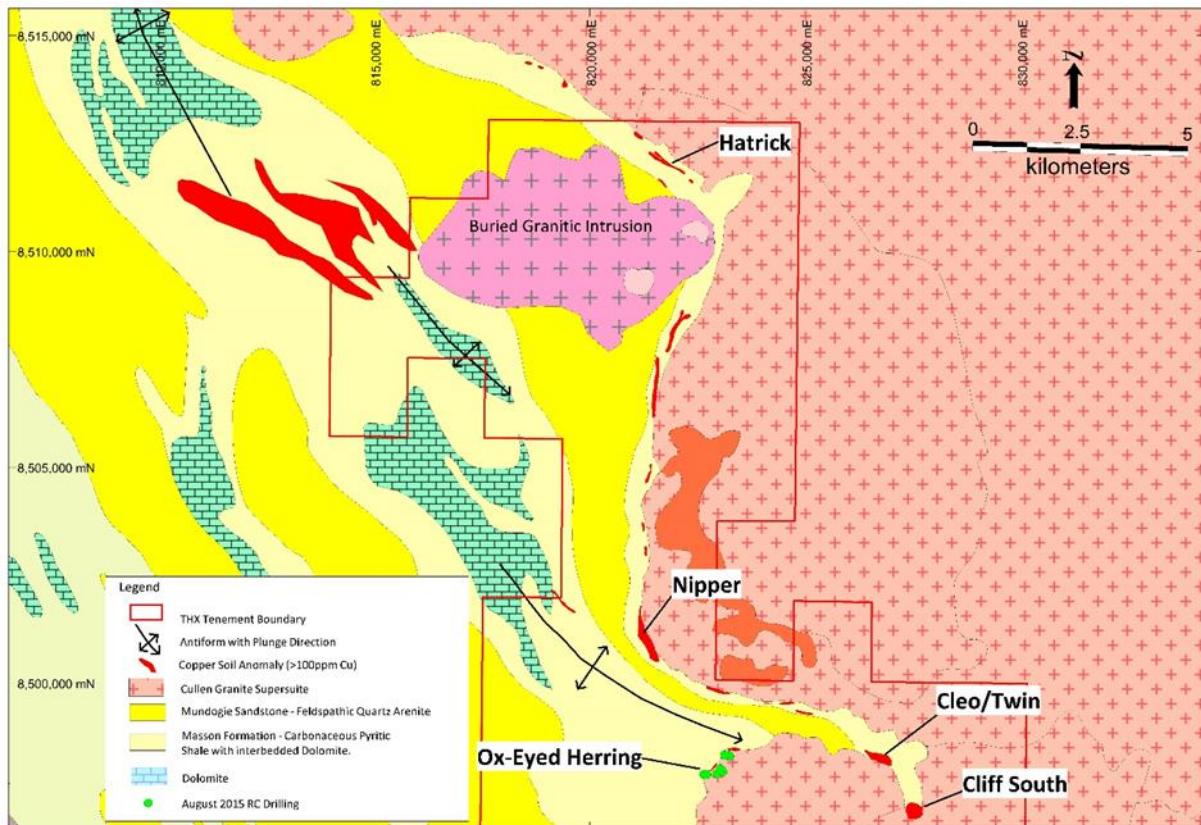 8,515,000 mN
810,000 mE
815,000 mE
820,000 mE
825,000 mE
830,000 mE
N
0 2.5 5
kilometers
Hatrick
Buried Granitic Intrusion
8,510,000 mN
8,505,000 mN
Nipper
8,500,000 mN
Cleo/Twin
Ox-Eyed Herring
Cliff South
Legend
THX Tenement Boundary
Antiform with Plunge Direction
Copper Soil Anomaly (>100ppm Cu)
Cullen Granite Supersuite
Mundogie Sandstone - Feldspathic Quartz Arenite
Masson Formation - Carbonaceous Pyritic
Shale with interbedded Dolomite.
Dolomite
August 2015 RC Drilling